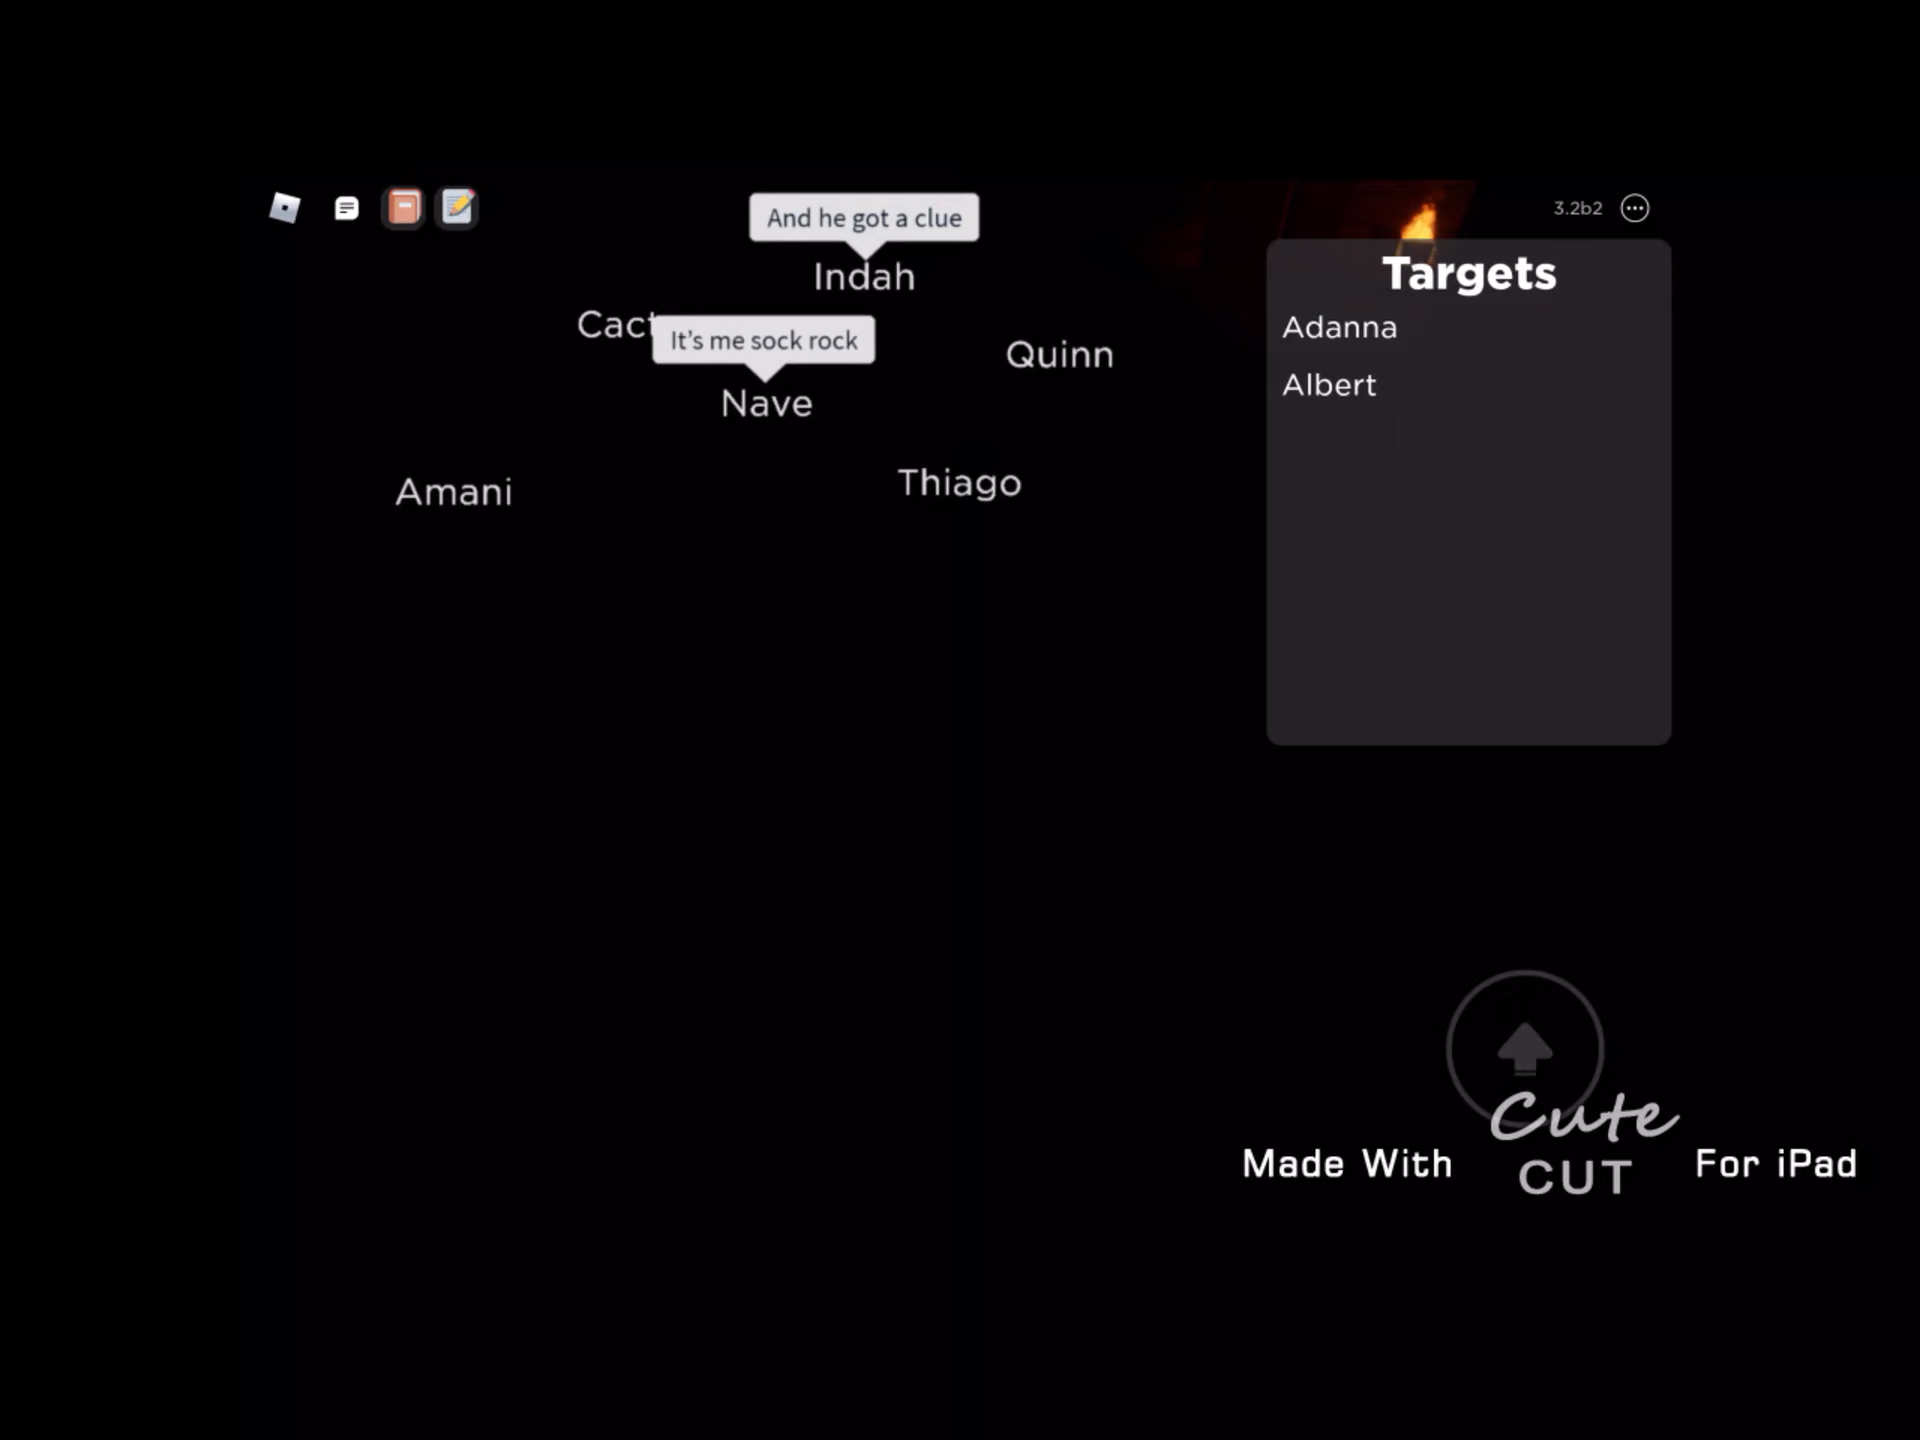 3.2b2
And he got a clue
Indah
Targets
It's me sock rock
Quinn
Adanna
Nave
Albert
Amani
Thiago
Cute
Made With CUT For iPad